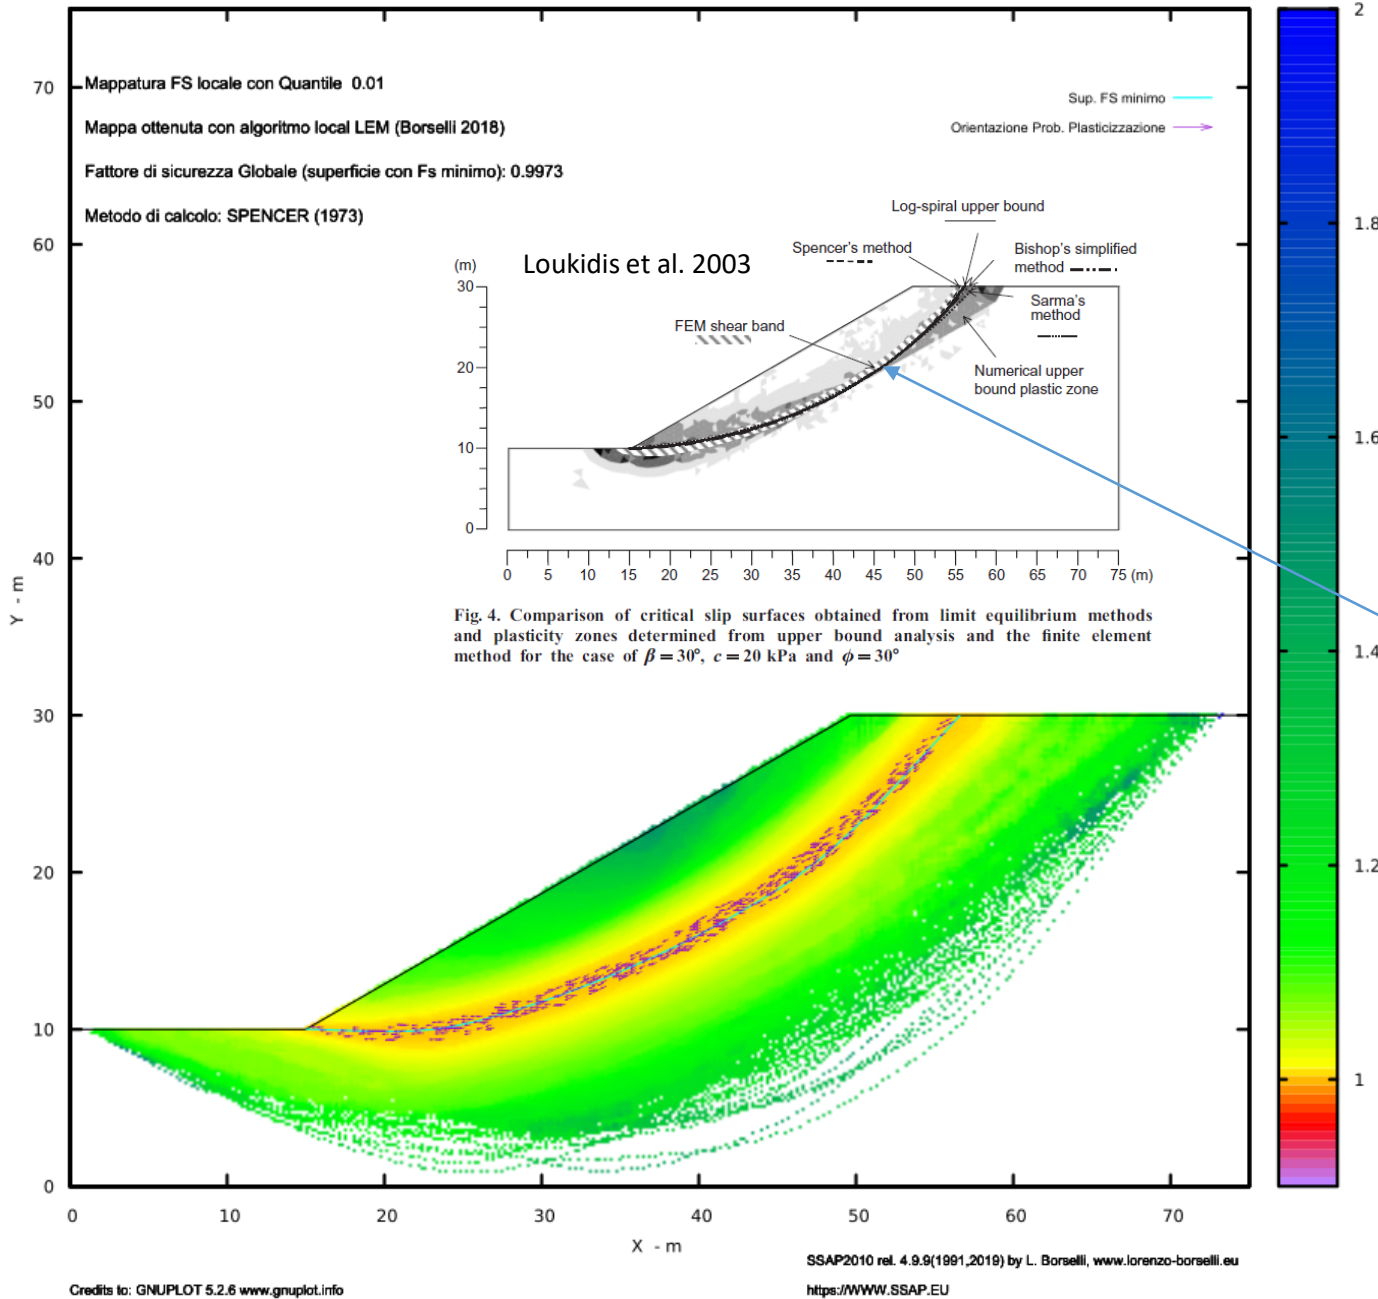 Mappatura FS locale con Quantile 0.01
Mappa ottenuta con algoritmo local LEM (Borselli 2018)
Fattore di sicurezza Globale (superficie con Fs minimo): 0.9973
Metodo di calcolo: SPENCER (1973)
Sup. FS minimo
Orientazione Prob. Plasticizzazione
Loukidis et al. 2003
Log-spiral upper bound
Spencer's method
Bishop's simplified
method
Sarma's
method
FEM shear band
Numerical upper
bound plastic zone
(m)
30
20
10
0
0 5 10 15 20 25 30 35 40 45 50 55 60 65 70 75 (m)
Fig. 4. Comparison of critical slip surfaces obtained from limit equilibrium methods
and plasticity zones determined from upper bound analysis and the finite element
method for the case of β = 30°, c = 20 kPa and ϕ = 30°
70
60
50
40
30
20
10
0
Y - m
0 10 20 30 40 50 60 70
X - m
2
1.8
1.6
1.4
1.2
1
SSAP2010 rel. 4.9.9(1991,2019) by L. Borselli, www.lorenzo-borselli.eu
Credits to: GNUPLOT 5.2.6 www.gnuplot.info
https://WWW.SSAP.EU